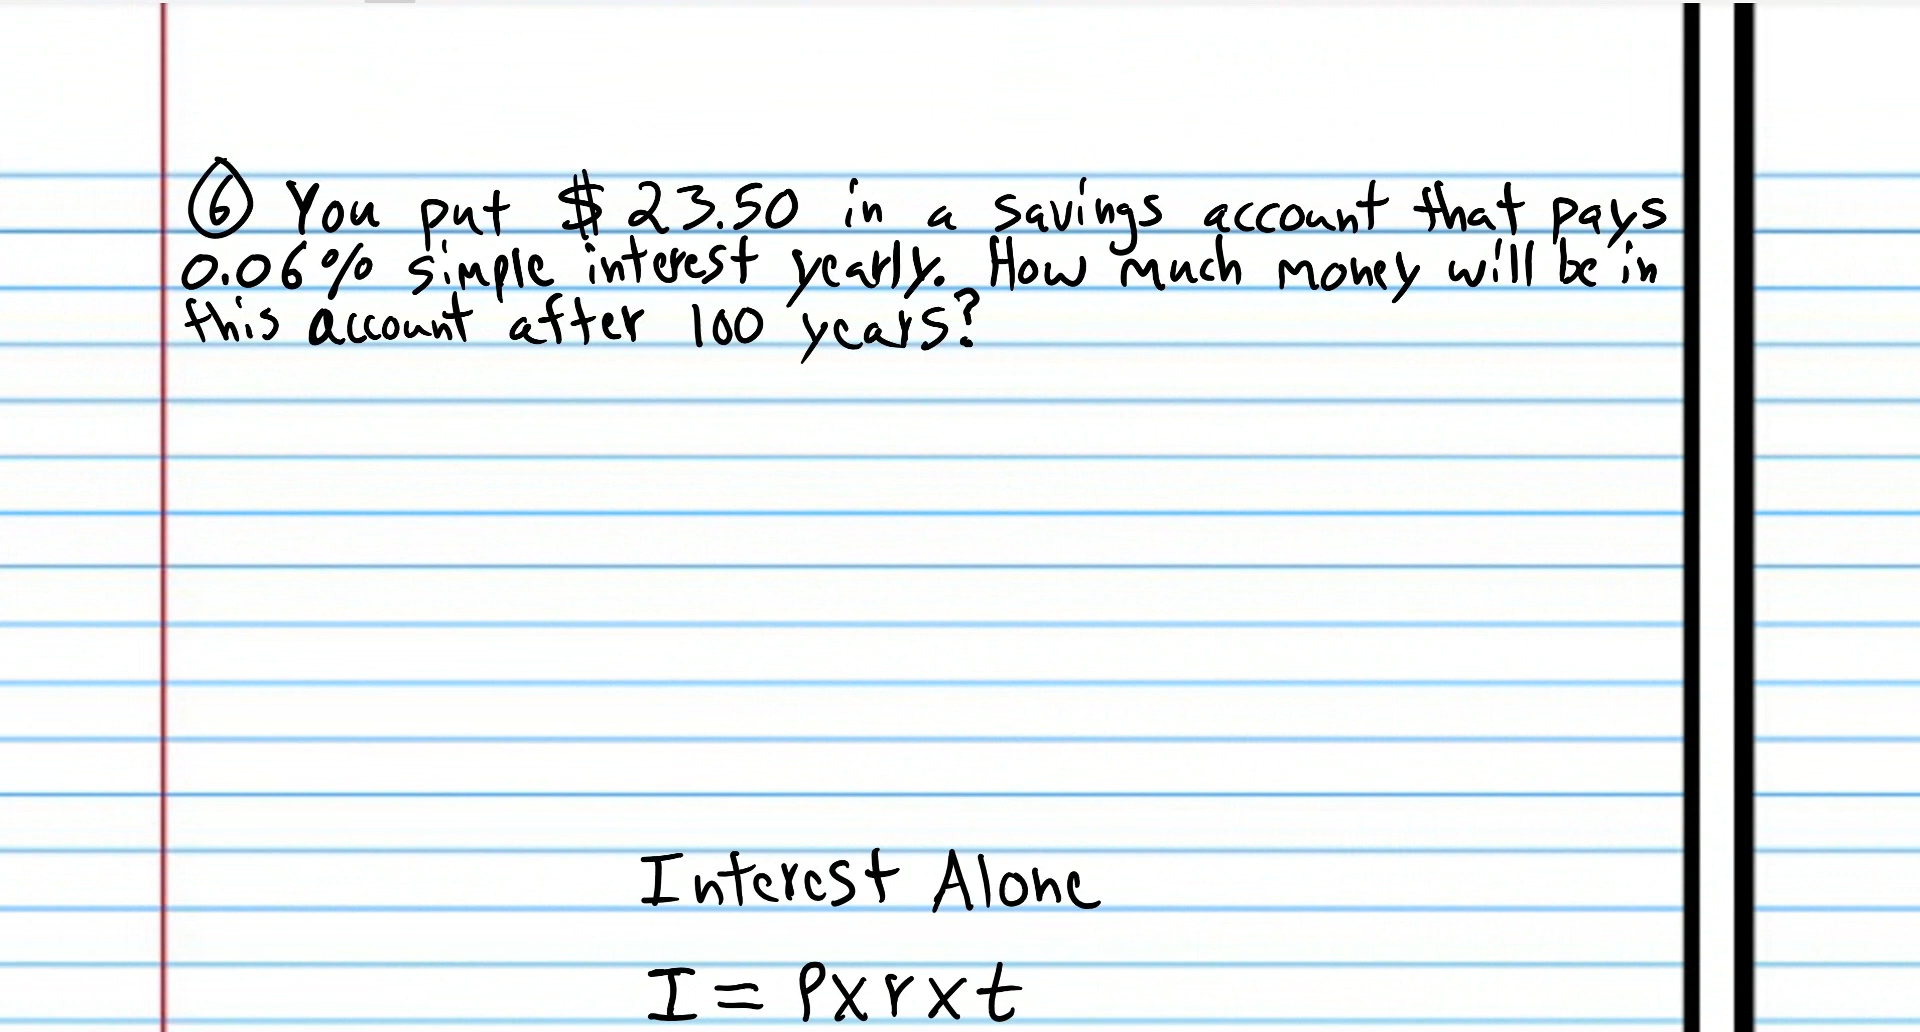 ⑥ You put $23.50 in a savings account that pays
0.06% simple interest yearly. How much money will be in
this account after 100 years?
Interest Alone
I = P x r x t